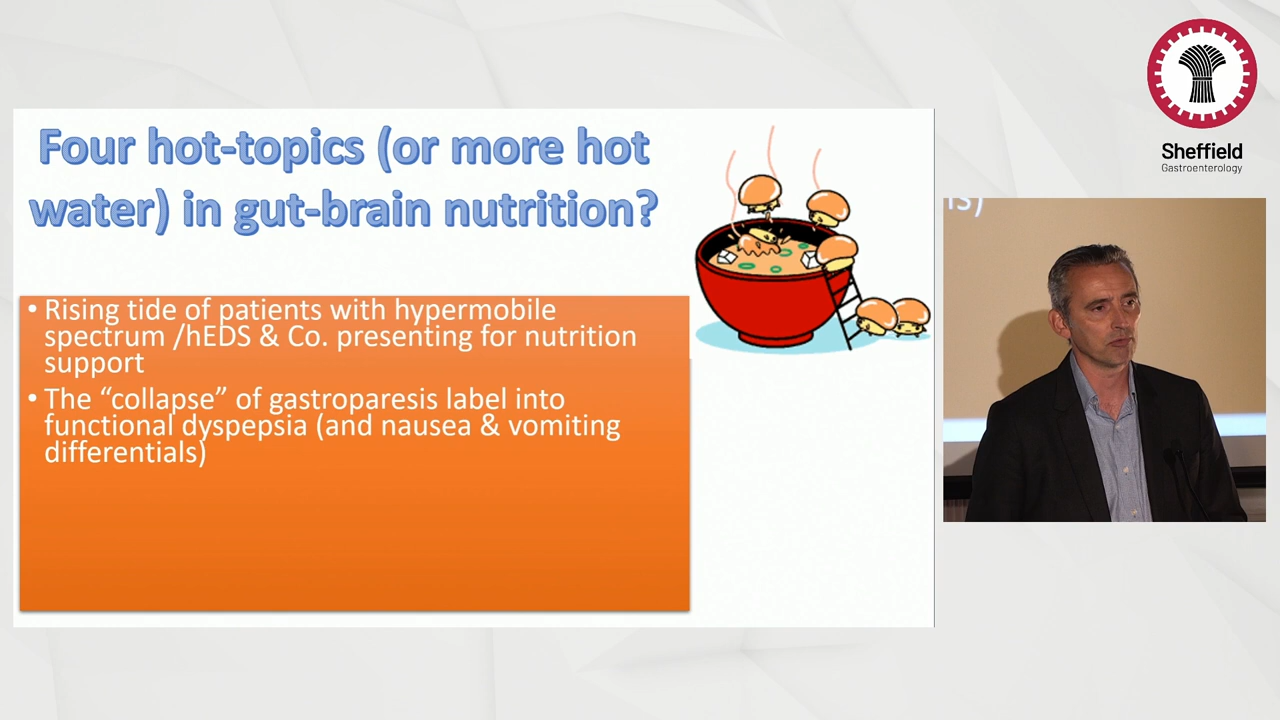 Sheffield
Gastroenterology
Four hot-topics (or more hot
water) in gut-brain nutrition?
• Rising tide of patients with hypermobile
spectrum /hEDS & Co. presenting for nutrition
support
• The “collapse” of gastroparesis label into
functional dyspepsia (and nausea & vomiting
differentials)